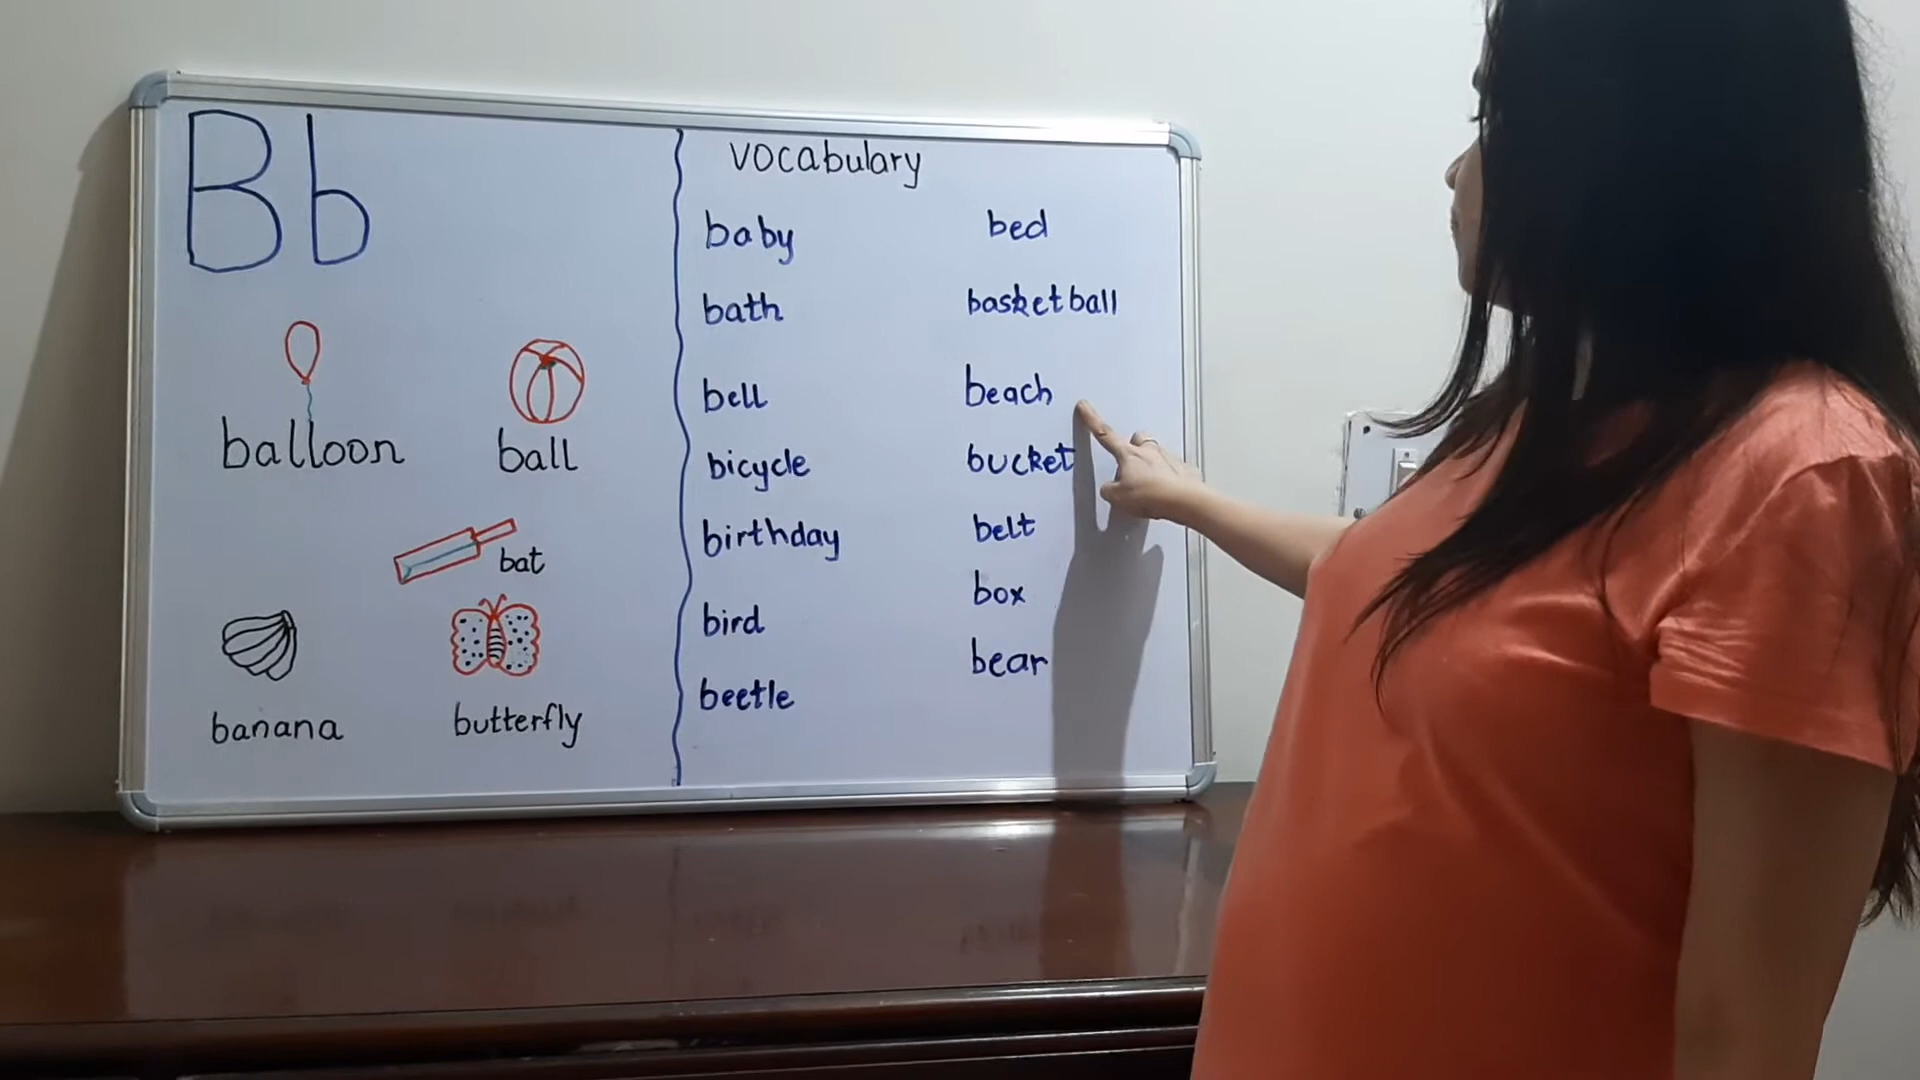 Bb
balloon
ball
bat
banana
butterfly
vocabulary
baby
bath
bell
bicycle
birthday
bird
beetle
bed
basketball
beach
bucket
belt
box
bear